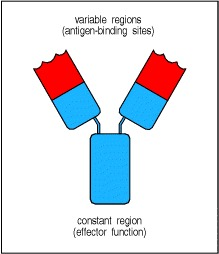 variable regions
(antigen-binding sites)
constant region
(effector function)